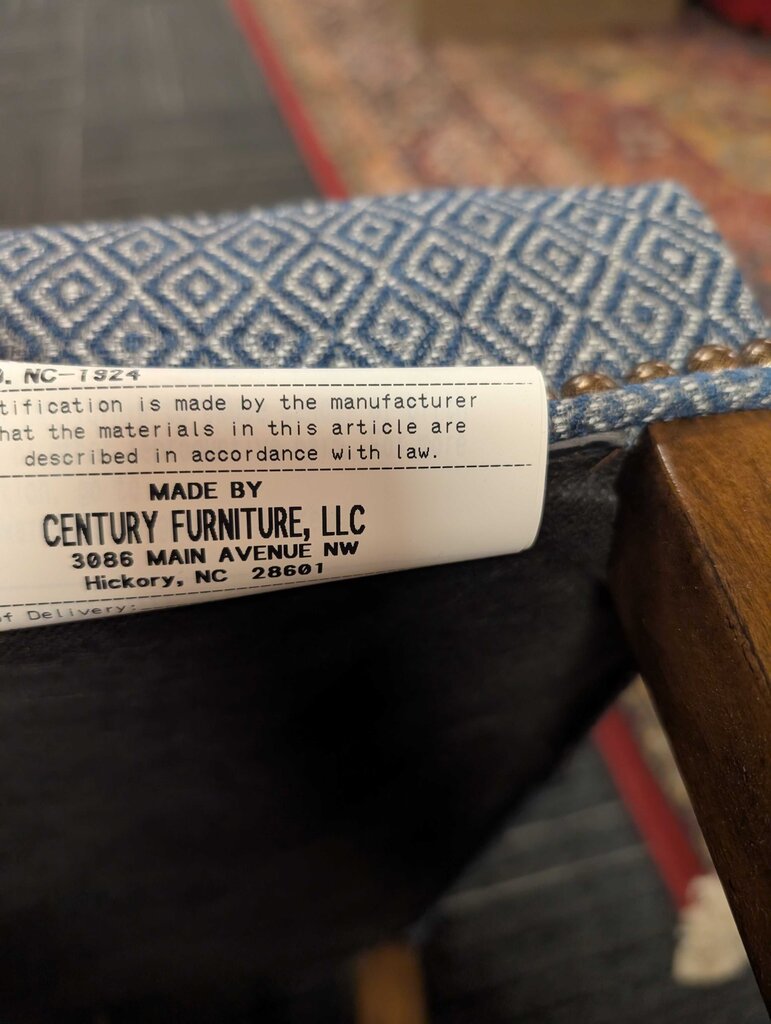 . NC-1924
tification is made by the manufacturer
hat the materials in this article are
described in accordance with law.
MADE BY
CENTURY FURNITURE, LLC
3086 MAIN AVENUE NW
Hickory, NC 28601
of Delivery: